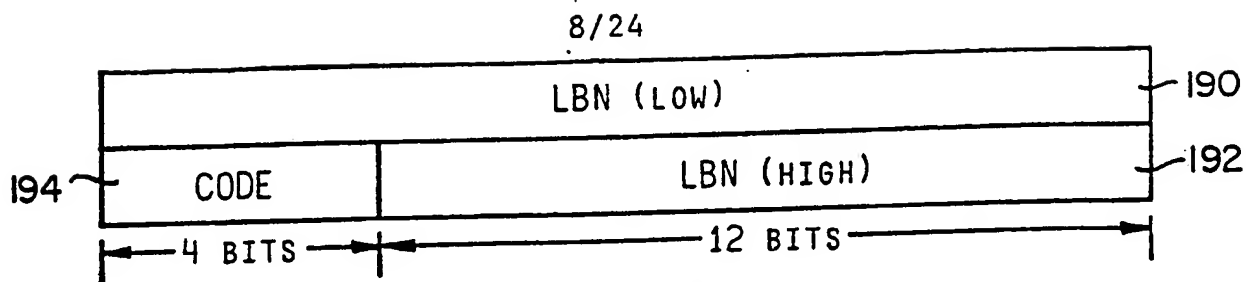 8/24
LBN (LOW) 190
194 CODE LBN (HIGH) 192
4 BITS 12 BITS